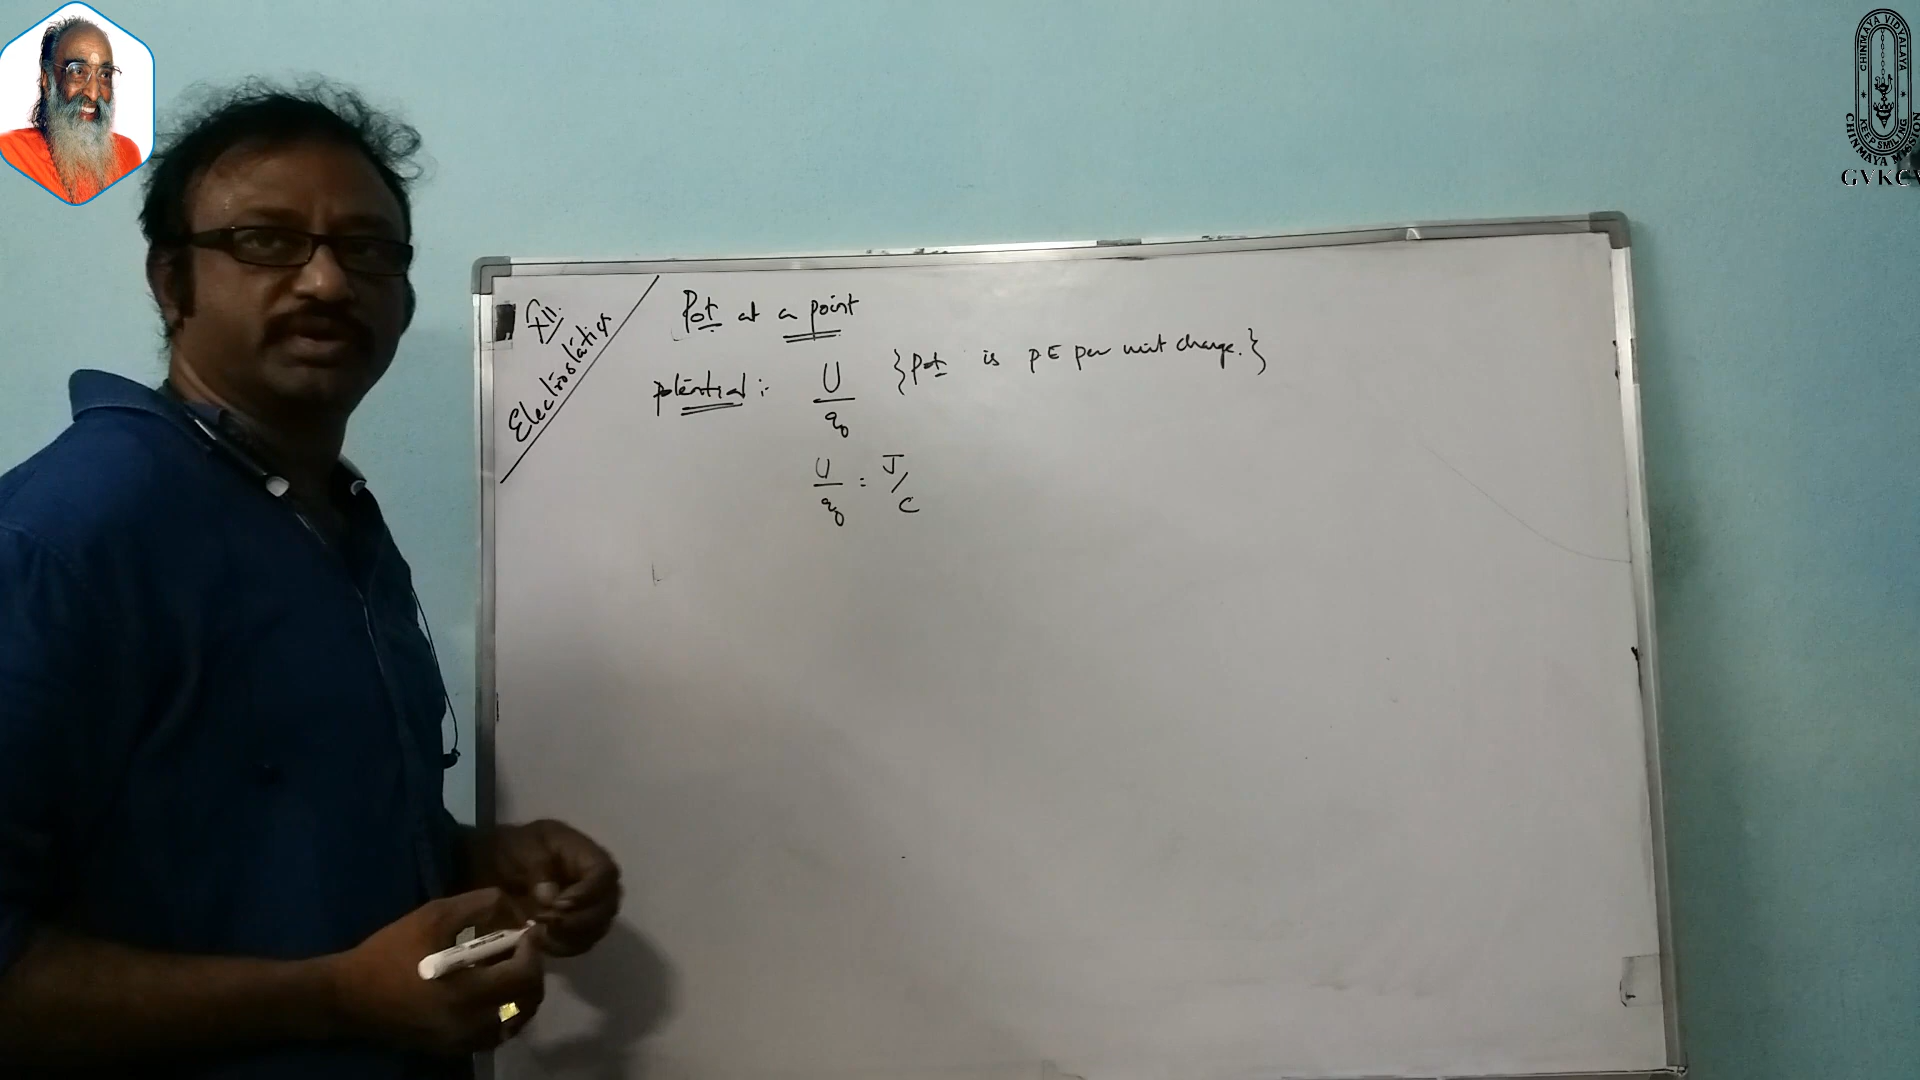 XII.
Electrostatics
Pot at a point
potential :- U/q₀ {Pot is PE per unit charge.}
U/q₀ = J/C
CHINMAYA VIDYALAYA
KEEP SMILING
CHINMAYA MISSION
GVKCV